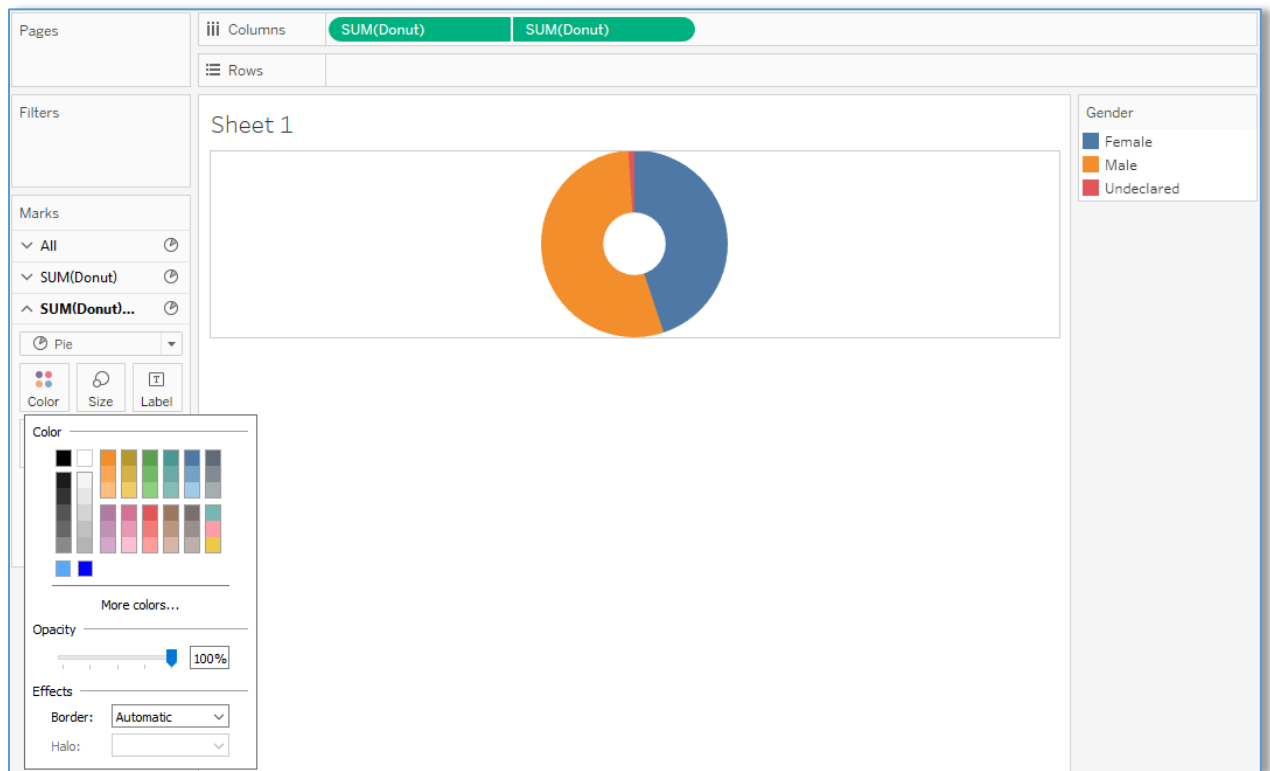 Pages
Columns
SUM(Donut) SUM(Donut)
Rows
Filters
Sheet 1
Gender
Female
Male
Undeclared
Marks
All
SUM(Donut)
SUM(Donut)...
Pie
Color Size Label
Color
More colors...
Opacity
100%
Effects
Border: Automatic
Halo: